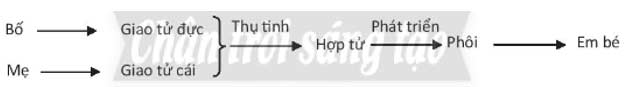 Bố Giao tử đực Thụ tinh Hợp tử Phát triển Phôi Em bé
Mẹ Giao tử cái
Chân trời sáng tạo